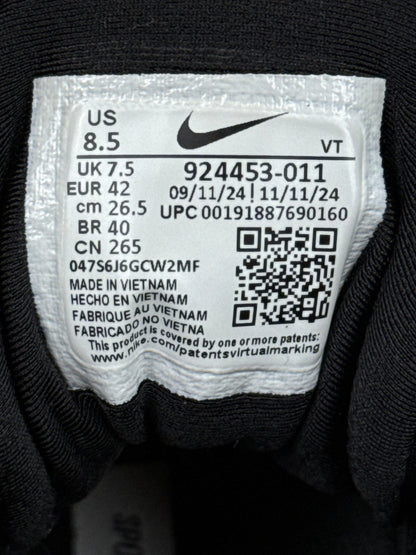 US
8.5
VT
UK 7.5
EUR 42
cm 26.5
BR 40
CN 265
924453-011
09/11/24 | 11/11/24
UPC 00191887690160
047S6J6GCW2MF
MADE IN VIETNAM
HECHO EN VIETNAM
FABRIQUE AU VIETNAM
FABRICADO NO VIETNA
This product is covered by one or more patents:
www.nike.com/patentsvirtualmarking